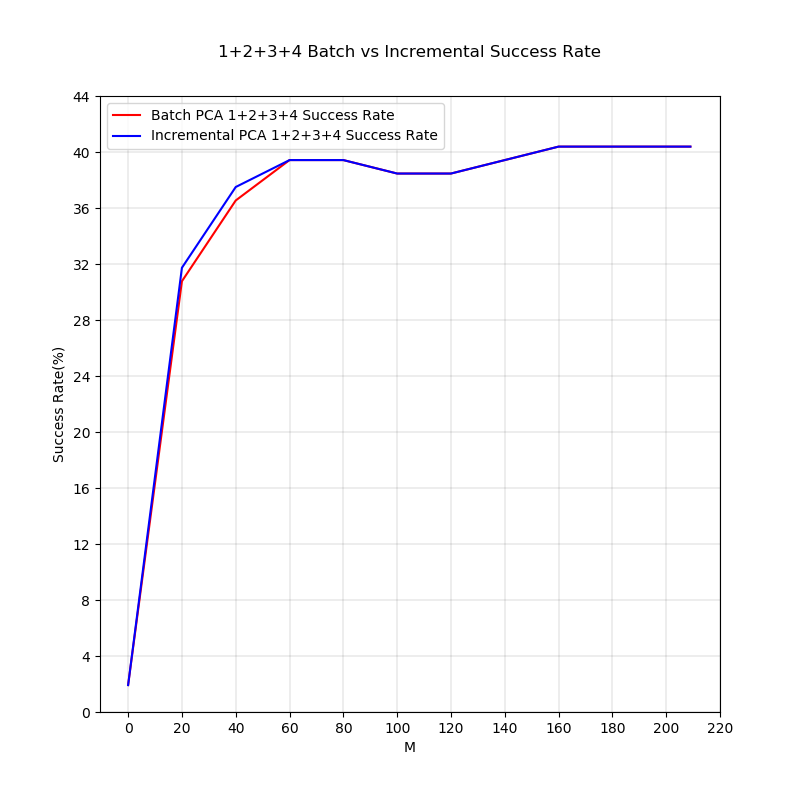 1+2+3+4 Batch vs Incremental Success Rate
44
Batch PCA 1+2+3+4 Success Rate
Incremental PCA 1+2+3+4 Success Rate
40
36
32
28
24
20
16
12
8
4
0
Success Rate(%)
0 20 40 60 80 100 120 140 160 180 200 220
M